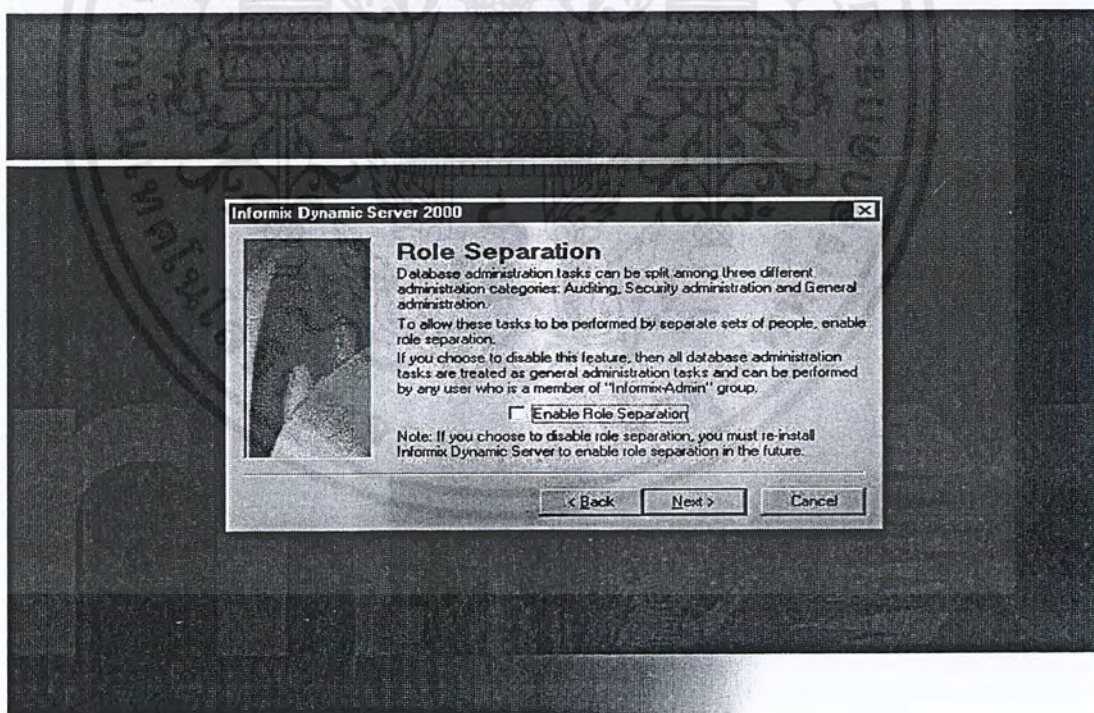 Informix Dynamic Server 2000
Role Separation
Database administration tasks can be split among three different
administration categories: Auditing, Security administration and General
administration.
To allow these tasks to be performed by separate sets of people, enable
role separation.
If you choose to disable this feature, then all database administration
tasks are treated as general administration tasks and can be performed
by any user who is a member of "Informix-Admin" group.
Enable Role Separation
Note: If you choose to disable role separation, you must re-install
Informix Dynamic Server to enable role separation in the future.
< Back
Next >
Cancel